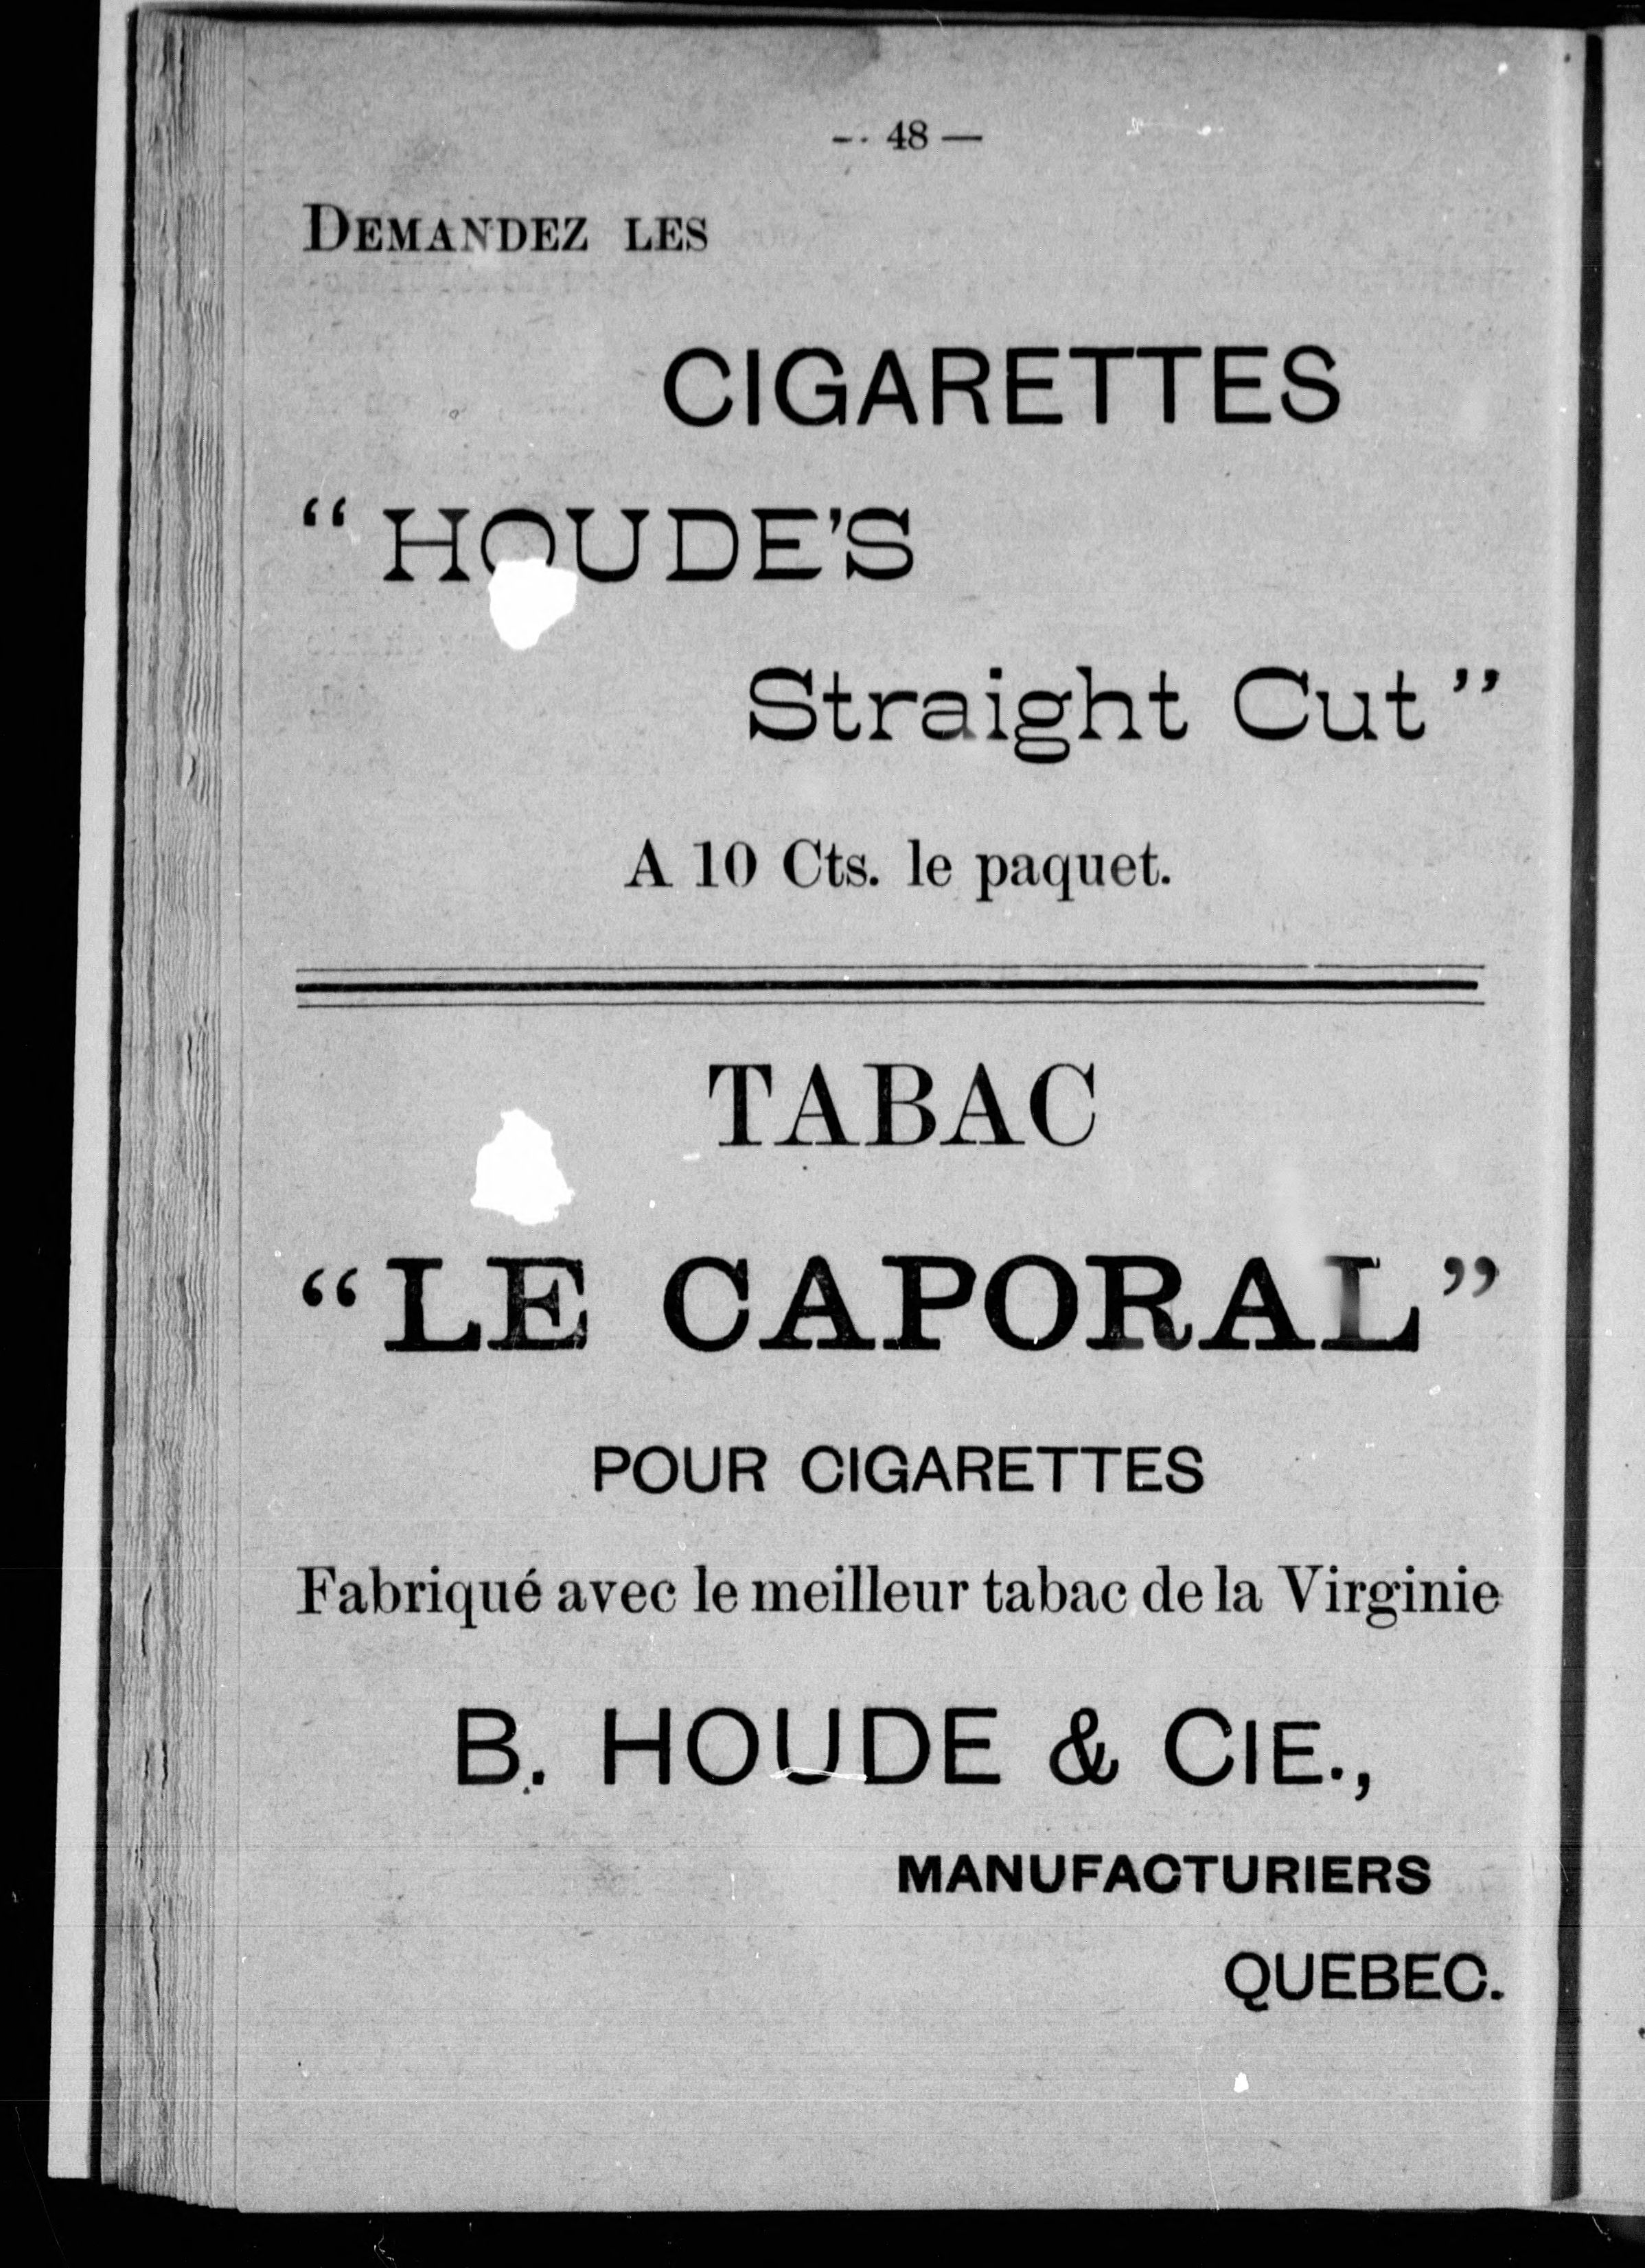 — 48 —
DEMANDEZ LES
CIGARETTES
“ HOUDE’S
Straight Cut ”
A 10 Cts. le paquet.
TABAC
“ LE CAPORAL ”
POUR CIGARETTES
Fabriqué avec le meilleur tabac de la Virginie
B. HOUDE & CIE.,
MANUFACTURIERS
QUEBEC.